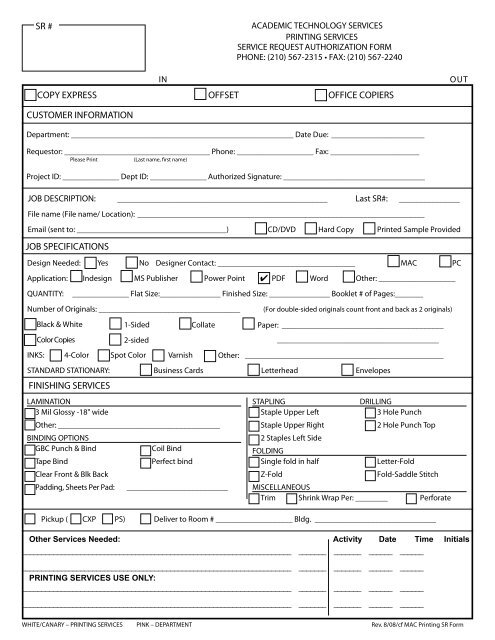 SR #
ACADEMIC TECHNOLOGY SERVICES
PRINTING SERVICES
SERVICE REQUEST AUTHORIZATION FORM
PHONE: (210) 567-2315 • FAX: (210) 567-2240
IN OUT
COPY EXPRESS OFFSET OFFICE COPIERS
CUSTOMER INFORMATION
Department: Date Due:
Requestor: Phone: Fax:
Please Print (Last name, first name)
Project ID: Dept ID: Authorized Signature:
JOB DESCRIPTION: Last SR#:
File name (File name/ Location):
Email (sent to: ) CD/DVD Hard Copy Printed Sample Provided
JOB SPECIFICATIONS
Design Needed: Yes No Designer Contact: MAC PC
Application: Indesign MS Publisher Power Point ✔ PDF Word Other:
QUANTITY: Flat Size: Finished Size: Booklet # of Pages:
Number of Originals: (For double-sided originals count front and back as 2 originals)
Black & White 1-Sided Collate Paper:
Color Copies 2-sided
INKS: 4-Color Spot Color Varnish Other:
STANDARD STATIONARY: Business Cards Letterhead Envelopes
FINISHING SERVICES
LAMINATION STAPLING DRILLING
3 Mil Glossy -18" wide Staple Upper Left 3 Hole Punch
Other: Staple Upper Right 2 Hole Punch Top
BINDING OPTIONS 2 Staples Left Side
GBC Punch & Bind Coil Bind FOLDING
Tape Bind Perfect bind Single fold in half Letter-Fold
Clear Front & Blk Back Z-Fold Fold-Saddle Stitch
Padding, Sheets Per Pad: MISCELLANEOUS
Trim Shrink Wrap Per: Perforate
Pickup ( CXP PS) Deliver to Room # Bldg.
Other Services Needed: Activity Date Time Initials
PRINTING SERVICES USE ONLY:
WHITE/CANARY – PRINTING SERVICES PINK – DEPARTMENT Rev. 8/08/cf MAC Printing SR Form